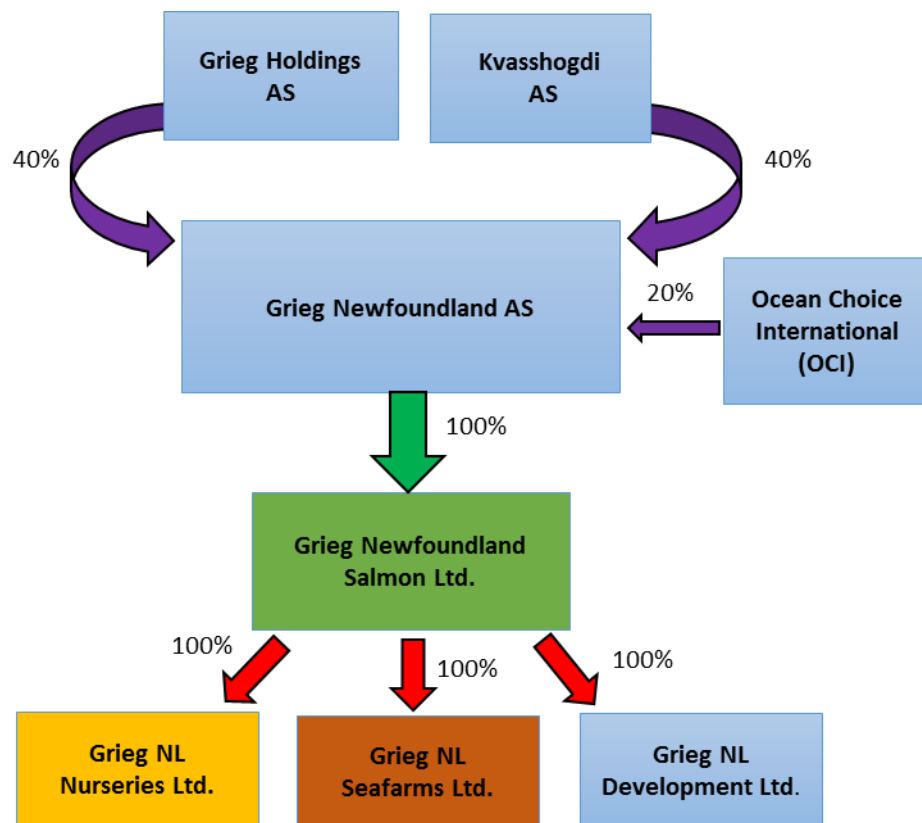 Grieg Holdings
AS
Kvasshogdi
AS
40%
40%
Grieg Newfoundland AS
20%
Ocean Choice
International
(OCI)
100%
Grieg Newfoundland
Salmon Ltd.
100%
100%
100%
Grieg NL
Nurseries Ltd.
Grieg NL
Seafarms Ltd.
Grieg NL
Development Ltd.